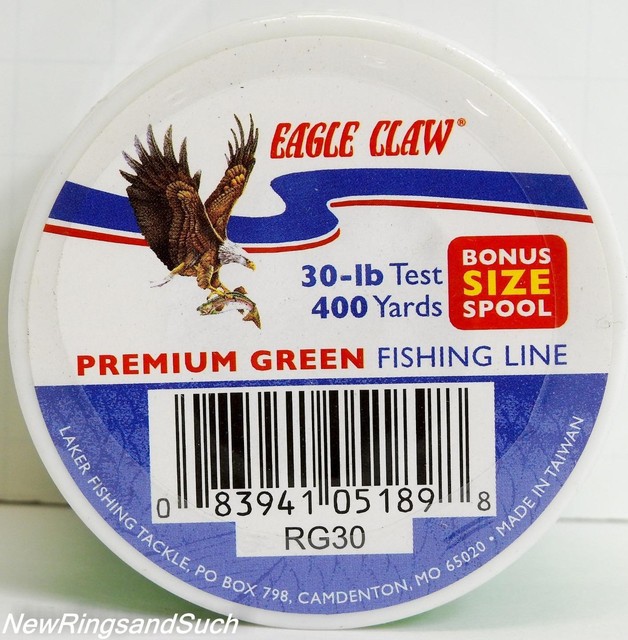 EAGLE CLAW®
30-lb Test
400 Yards
BONUS
SIZE
SPOOL
PREMIUM GREEN FISHING LINE
0 83941 05189 8
RG30
LAKER FISHING TACKLE, PO BOX 798, CAMDENTON, MO 65020 • MADE IN TAIWAN
NewRingsandSuch